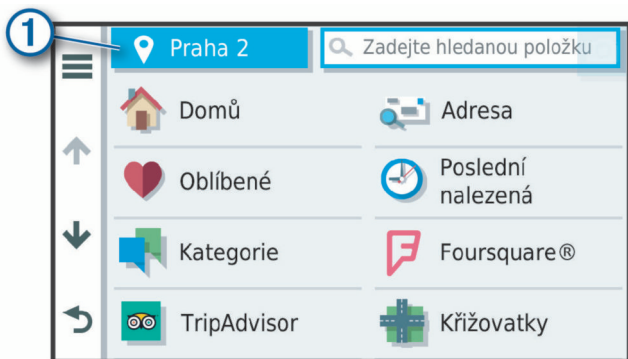 1
Praha 2
Zadejte hledanou položku
Domů
Adresa
Oblíbené
Poslední
nalezená
Kategorie
Foursquare®
TripAdvisor
Křižovatky